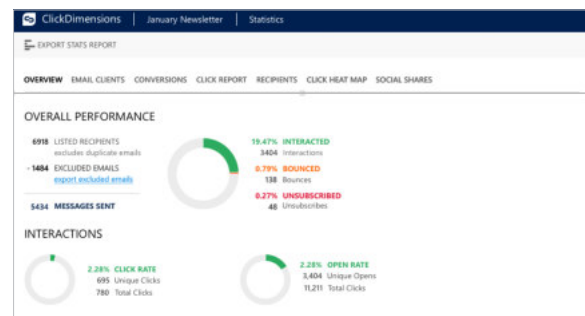 ClickDimensions | January Newsletter | Statistics
EXPORT STATS REPORT
OVERVIEW EMAIL CLIENTS CONVERSIONS CLICK REPORT RECIPIENTS CLICK HEAT MAP SOCIAL SHARES
OVERALL PERFORMANCE
6918 LISTED RECIPIENTS
excludes duplicate emails
- 1484 EXCLUDED EMAILS
export excluded emails
5434 MESSAGES SENT
19.47% INTERACTED
3404 Interactions
0.79% BOUNCED
138 Bounces
0.27% UNSUBSCRIBED
48 Unsubscribes
INTERACTIONS
2.28% CLICK RATE
695 Unique Clicks
780 Total Clicks
2.28% OPEN RATE
3,404 Unique Opens
11,211 Total Clicks